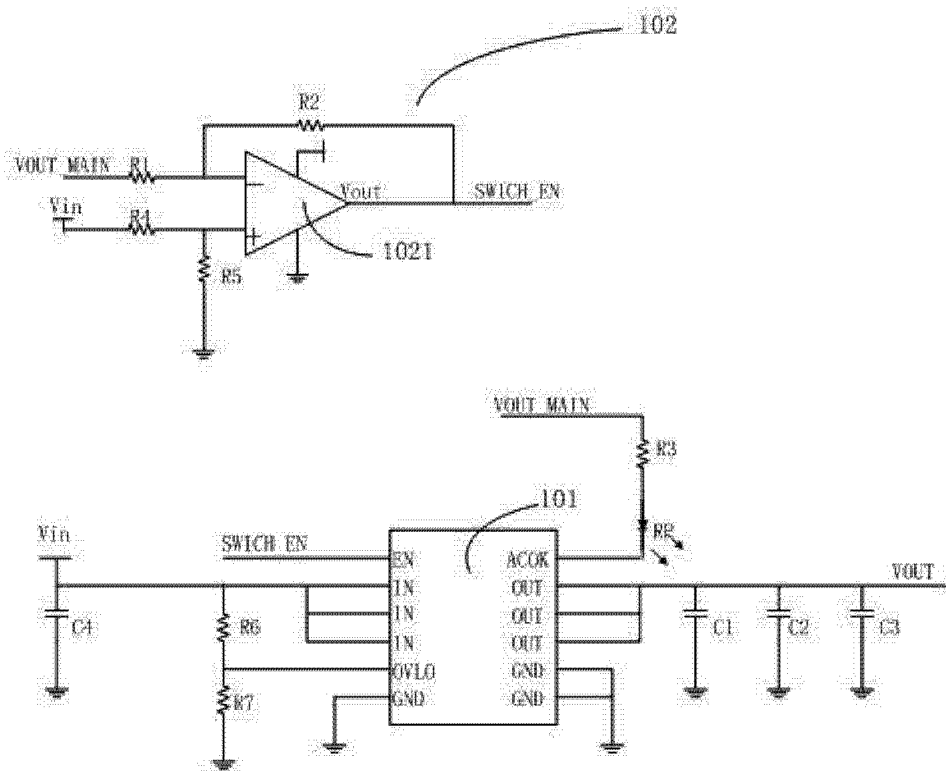 102
R2
VOUT MAIN R1
Vin R4
Vout SWICH EN
1021
R5
VOUT MAIN
R3
101
Vin
SWICH EN
EN ACOK
IN OUT VOUT
IN OUT
IN OUT
OVLO GND
GND GND
C4 R6 C1 C2 C3
R7